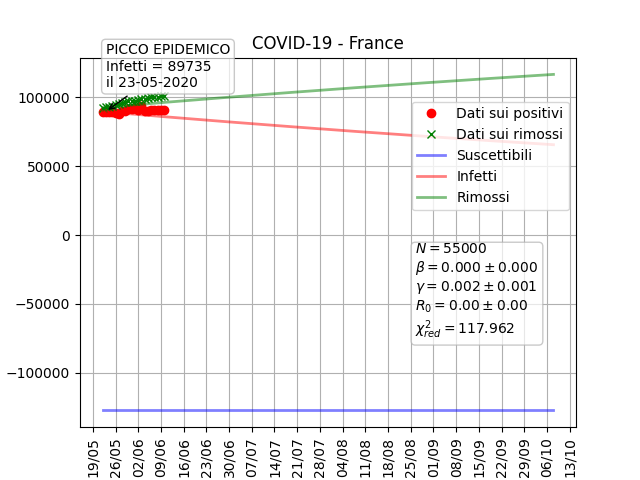 COVID-19 - France
PICCO EPIDEMICO
Infetti = 89735
il 23-05-2020
100000
50000
0
−50000
−100000
Dati sui positivi
Dati sui rimossi
Suscettibili
Infetti
Rimossi
N = 55000
β = 0.000 ± 0.000
γ = 0.002 ± 0.001
R₀ = 0.00 ± 0.00
χ²red = 117.962
19/05
26/05
02/06
09/06
16/06
23/06
30/06
07/07
14/07
21/07
28/07
04/08
11/08
18/08
25/08
01/09
08/09
15/09
22/09
29/09
06/10
13/10